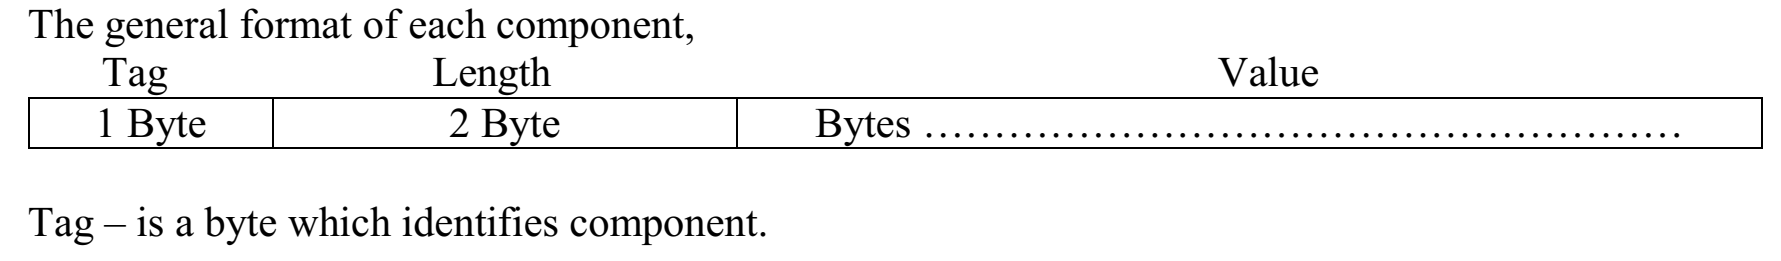 The general format of each component,
Tag Length Value
1 Byte 2 Byte Bytes ……………………………………………
Tag – is a byte which identifies component.